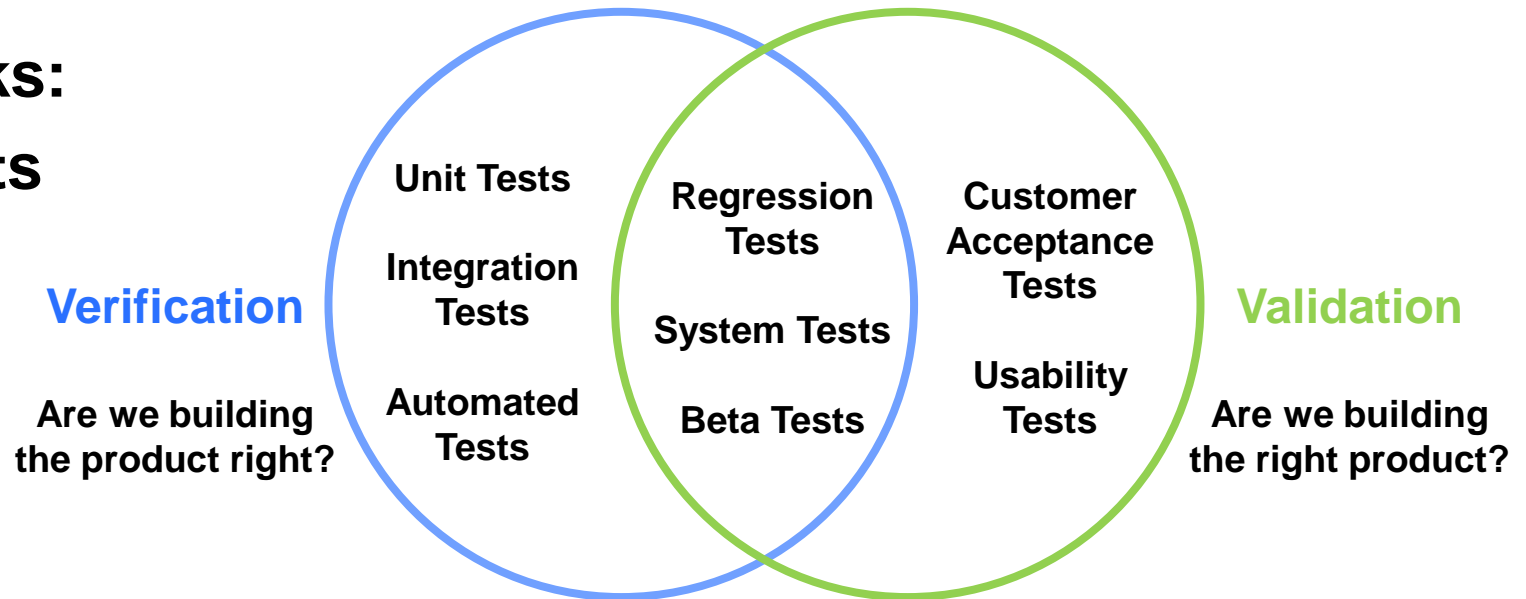 ks:
ts
Verification
Are we building
the product right?
Unit Tests
Integration
Tests
Automated
Tests
Regression
Tests
System Tests
Beta Tests
Customer
Acceptance
Tests
Usability
Tests
Validation
Are we building
the right product?